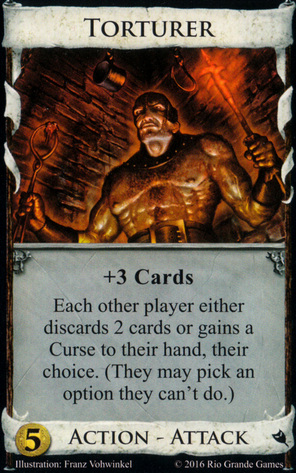 TORTURER
+3 Cards
Each other player either
discards 2 cards or gains a
Curse to their hand, their
choice. (They may pick an
option they can't do.)
5
ACTION - ATTACK
Illustration: Franz Vohwinkel
© 2016 Rio Grande Games